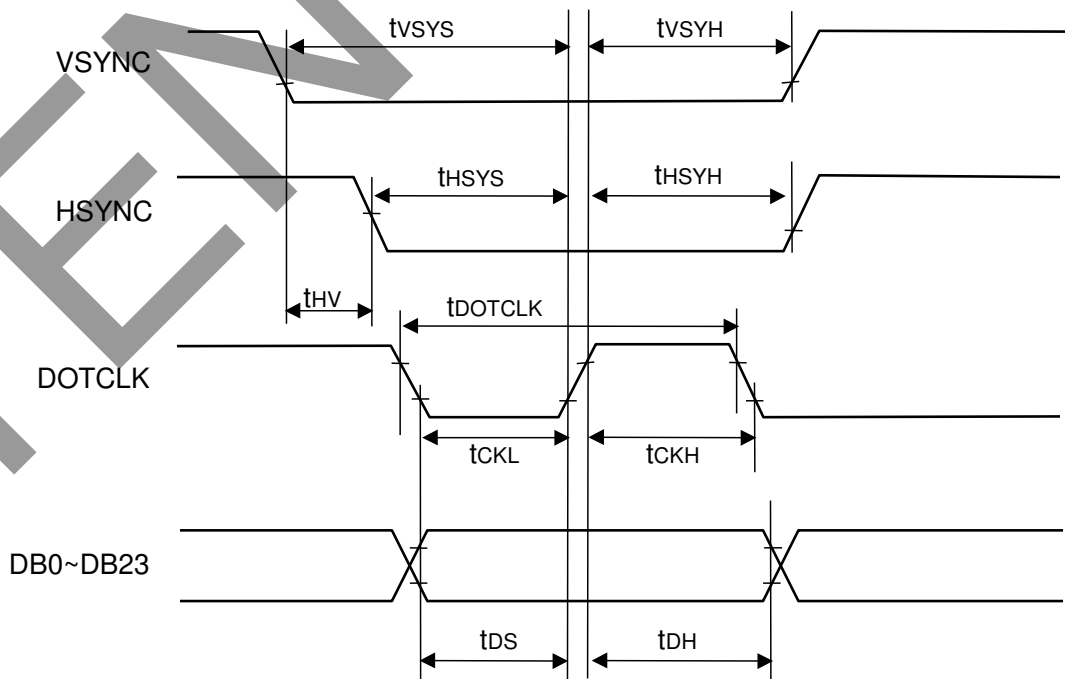 tVSYS tVSYH
VSYNC
tHSYS tHSYH
HSYNC
tHV tDOTCLK
DOTCLK
tCKL tCKH
DB0~DB23
tDS tDH